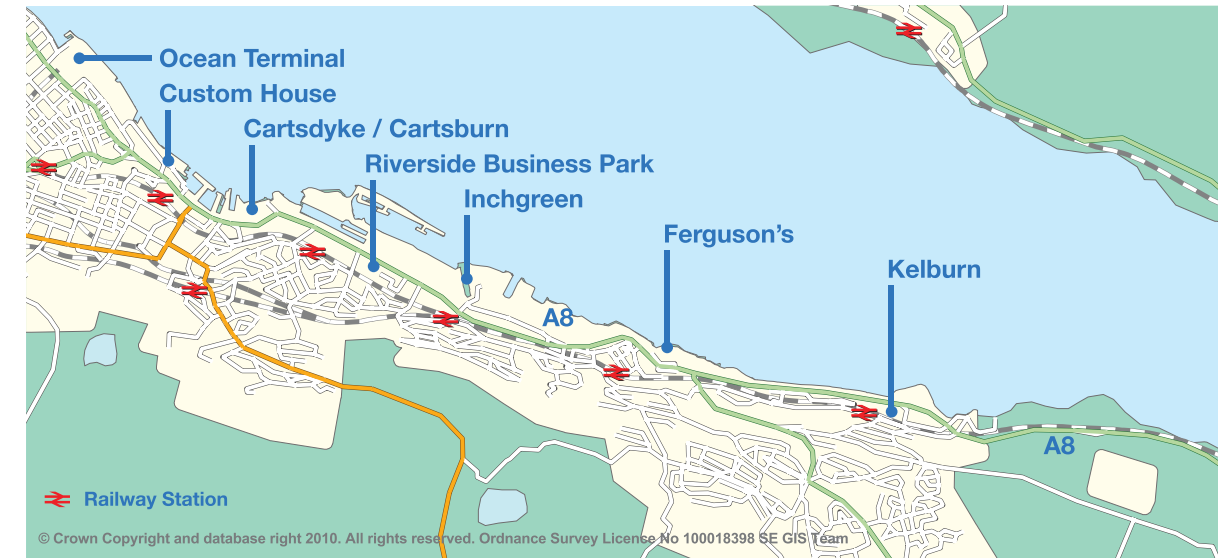 Ocean Terminal
Custom House
Cartsdyke / Cartsburn
Riverside Business Park
Inchgreen
Ferguson’s
Kelburn
A8
A8
Railway Station
© Crown Copyright and database right 2010. All rights reserved. Ordnance Survey License No 100018398 SE GIS Team